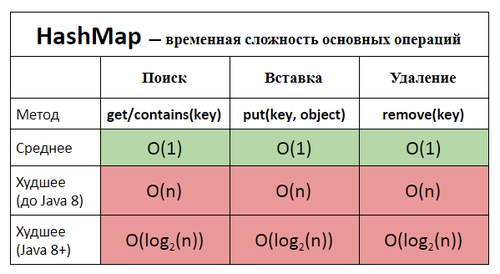 HashMap — временная сложность основных операций
Поиск Вставка Удаление
Метод get/contains(key) put(key, object) remove(key)
Среднее O(1) O(1) O(1)
Худшее
(до Java 8) O(n) O(n) O(n)
Худшее
(Java 8+) O(log₂(n)) O(log₂(n)) O(log₂(n))